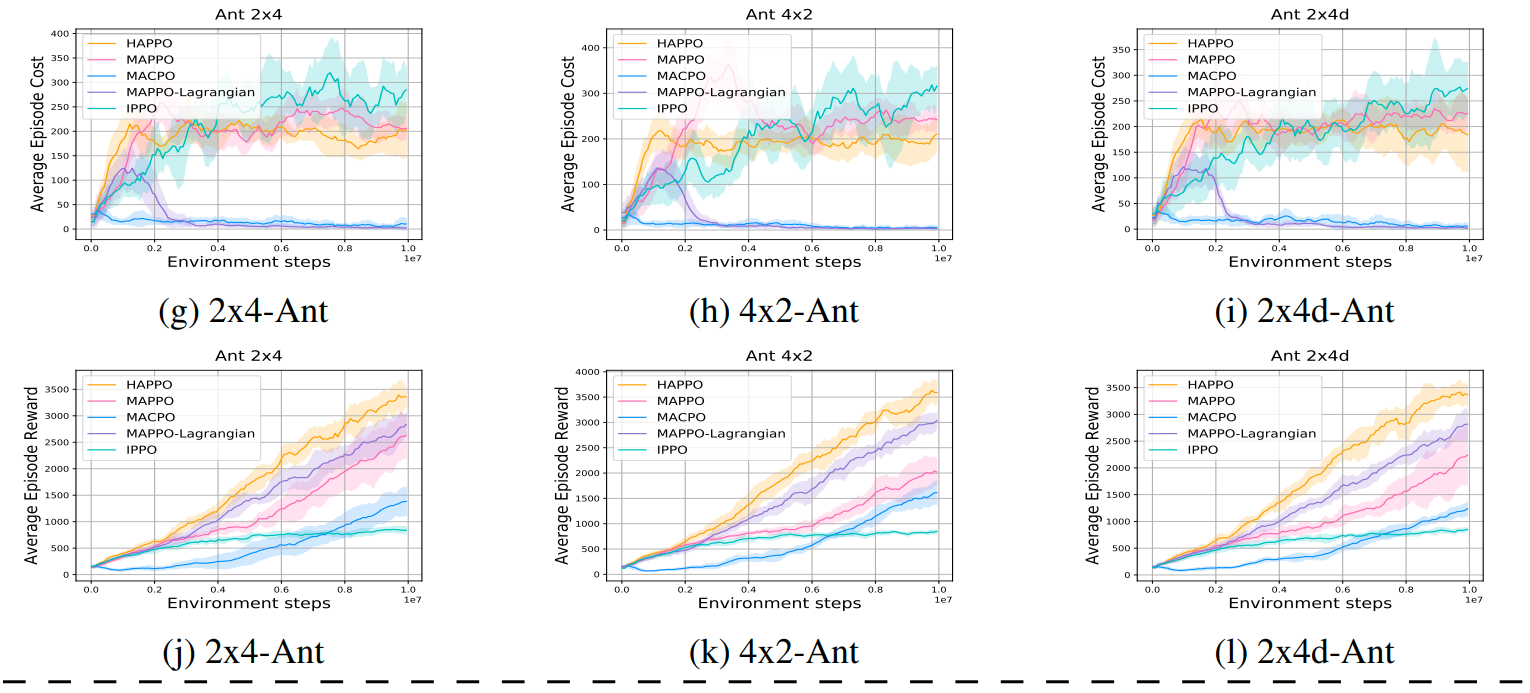 Ant 2x4
Average Episode Cost
400
350
300
250
200
150
100
50
0
HAPPO
MAPPO
MACPO
MAPPO-Lagrangian
IPPO
0.0 0.2 0.4 0.6 0.8 1.0
1e7
Environment steps
(g) 2x4-Ant
Ant 4x2
Average Episode Cost
400
300
200
100
0
HAPPO
MAPPO
MACPO
MAPPO-Lagrangian
IPPO
0.0 0.2 0.4 0.6 0.8 1.0
1e7
Environment steps
(h) 4x2-Ant
Ant 2x4d
Average Episode Cost
350
300
250
200
150
100
50
0
HAPPO
MAPPO
MACPO
MAPPO-Lagrangian
IPPO
0.0 0.2 0.4 0.6 0.8 1.0
1e7
Environment steps
(i) 2x4d-Ant
Ant 2x4
Average Episode Reward
3500
3000
2500
2000
1500
1000
500
0
HAPPO
MAPPO
MACPO
MAPPO-Lagrangian
IPPO
0.0 0.2 0.4 0.6 0.8 1.0
1e7
Environment steps
(j) 2x4-Ant
Ant 4x2
Average Episode Reward
4000
3500
3000
2500
2000
1500
1000
500
0
HAPPO
MAPPO
MACPO
MAPPO-Lagrangian
IPPO
0.0 0.2 0.4 0.6 0.8 1.0
1e7
Environment steps
(k) 4x2-Ant
Ant 2x4d
Average Episode Reward
3500
3000
2500
2000
1500
1000
500
0
HAPPO
MAPPO
MACPO
MAPPO-Lagrangian
IPPO
0.0 0.2 0.4 0.6 0.8 1.0
1e7
Environment steps
(l) 2x4d-Ant